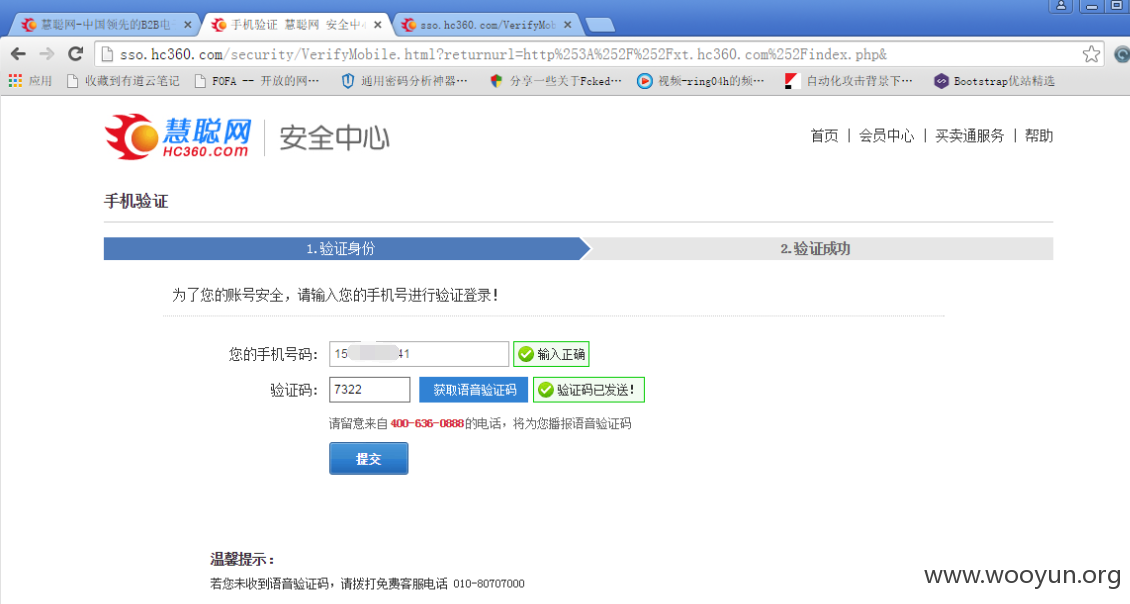 慧聪网-中国领先的B2B电
手机验证 慧聪网 安全中心
sso.hc360.com/VerifyMob
sso.hc360.com/security/VerifyMobile.html?returnurl=http%253A%252F%252Fxt.hc360.com%252Findex.php&
应用 收藏到有道云笔记 FOFA -- 开放的网… 通用密码分析神器… 分享一些关于Fcked… 视频-ring04h的频… 自动化攻击背景下… Bootstrap优站精选
慧聪网 HC360.com 安全中心
首页 | 会员中心 | 买卖通服务 | 帮助
手机验证
1.验证身份 2.验证成功
为了您的账号安全，请输入您的手机号进行验证登录！
您的手机号码: 15 41 输入正确
验证码: 7322 获取语音验证码 验证码已发送！
请留意来自400-636-0888的电话，将为您播报语音验证码
提交
温馨提示：
若您未收到语音验证码，请拨打免费客服电话 010-80707000
www.wooyun.org